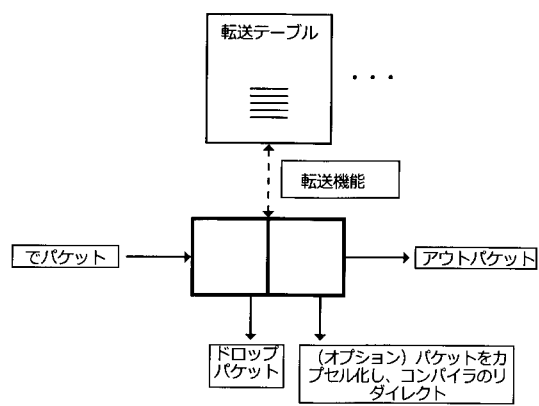 転送テーブル
・・・
転送機能
でパケット
アウトパケット
ドロップ
パケット
(オプション) パケットをカ
プセル化し、コンパイラのリ
ダイレクト